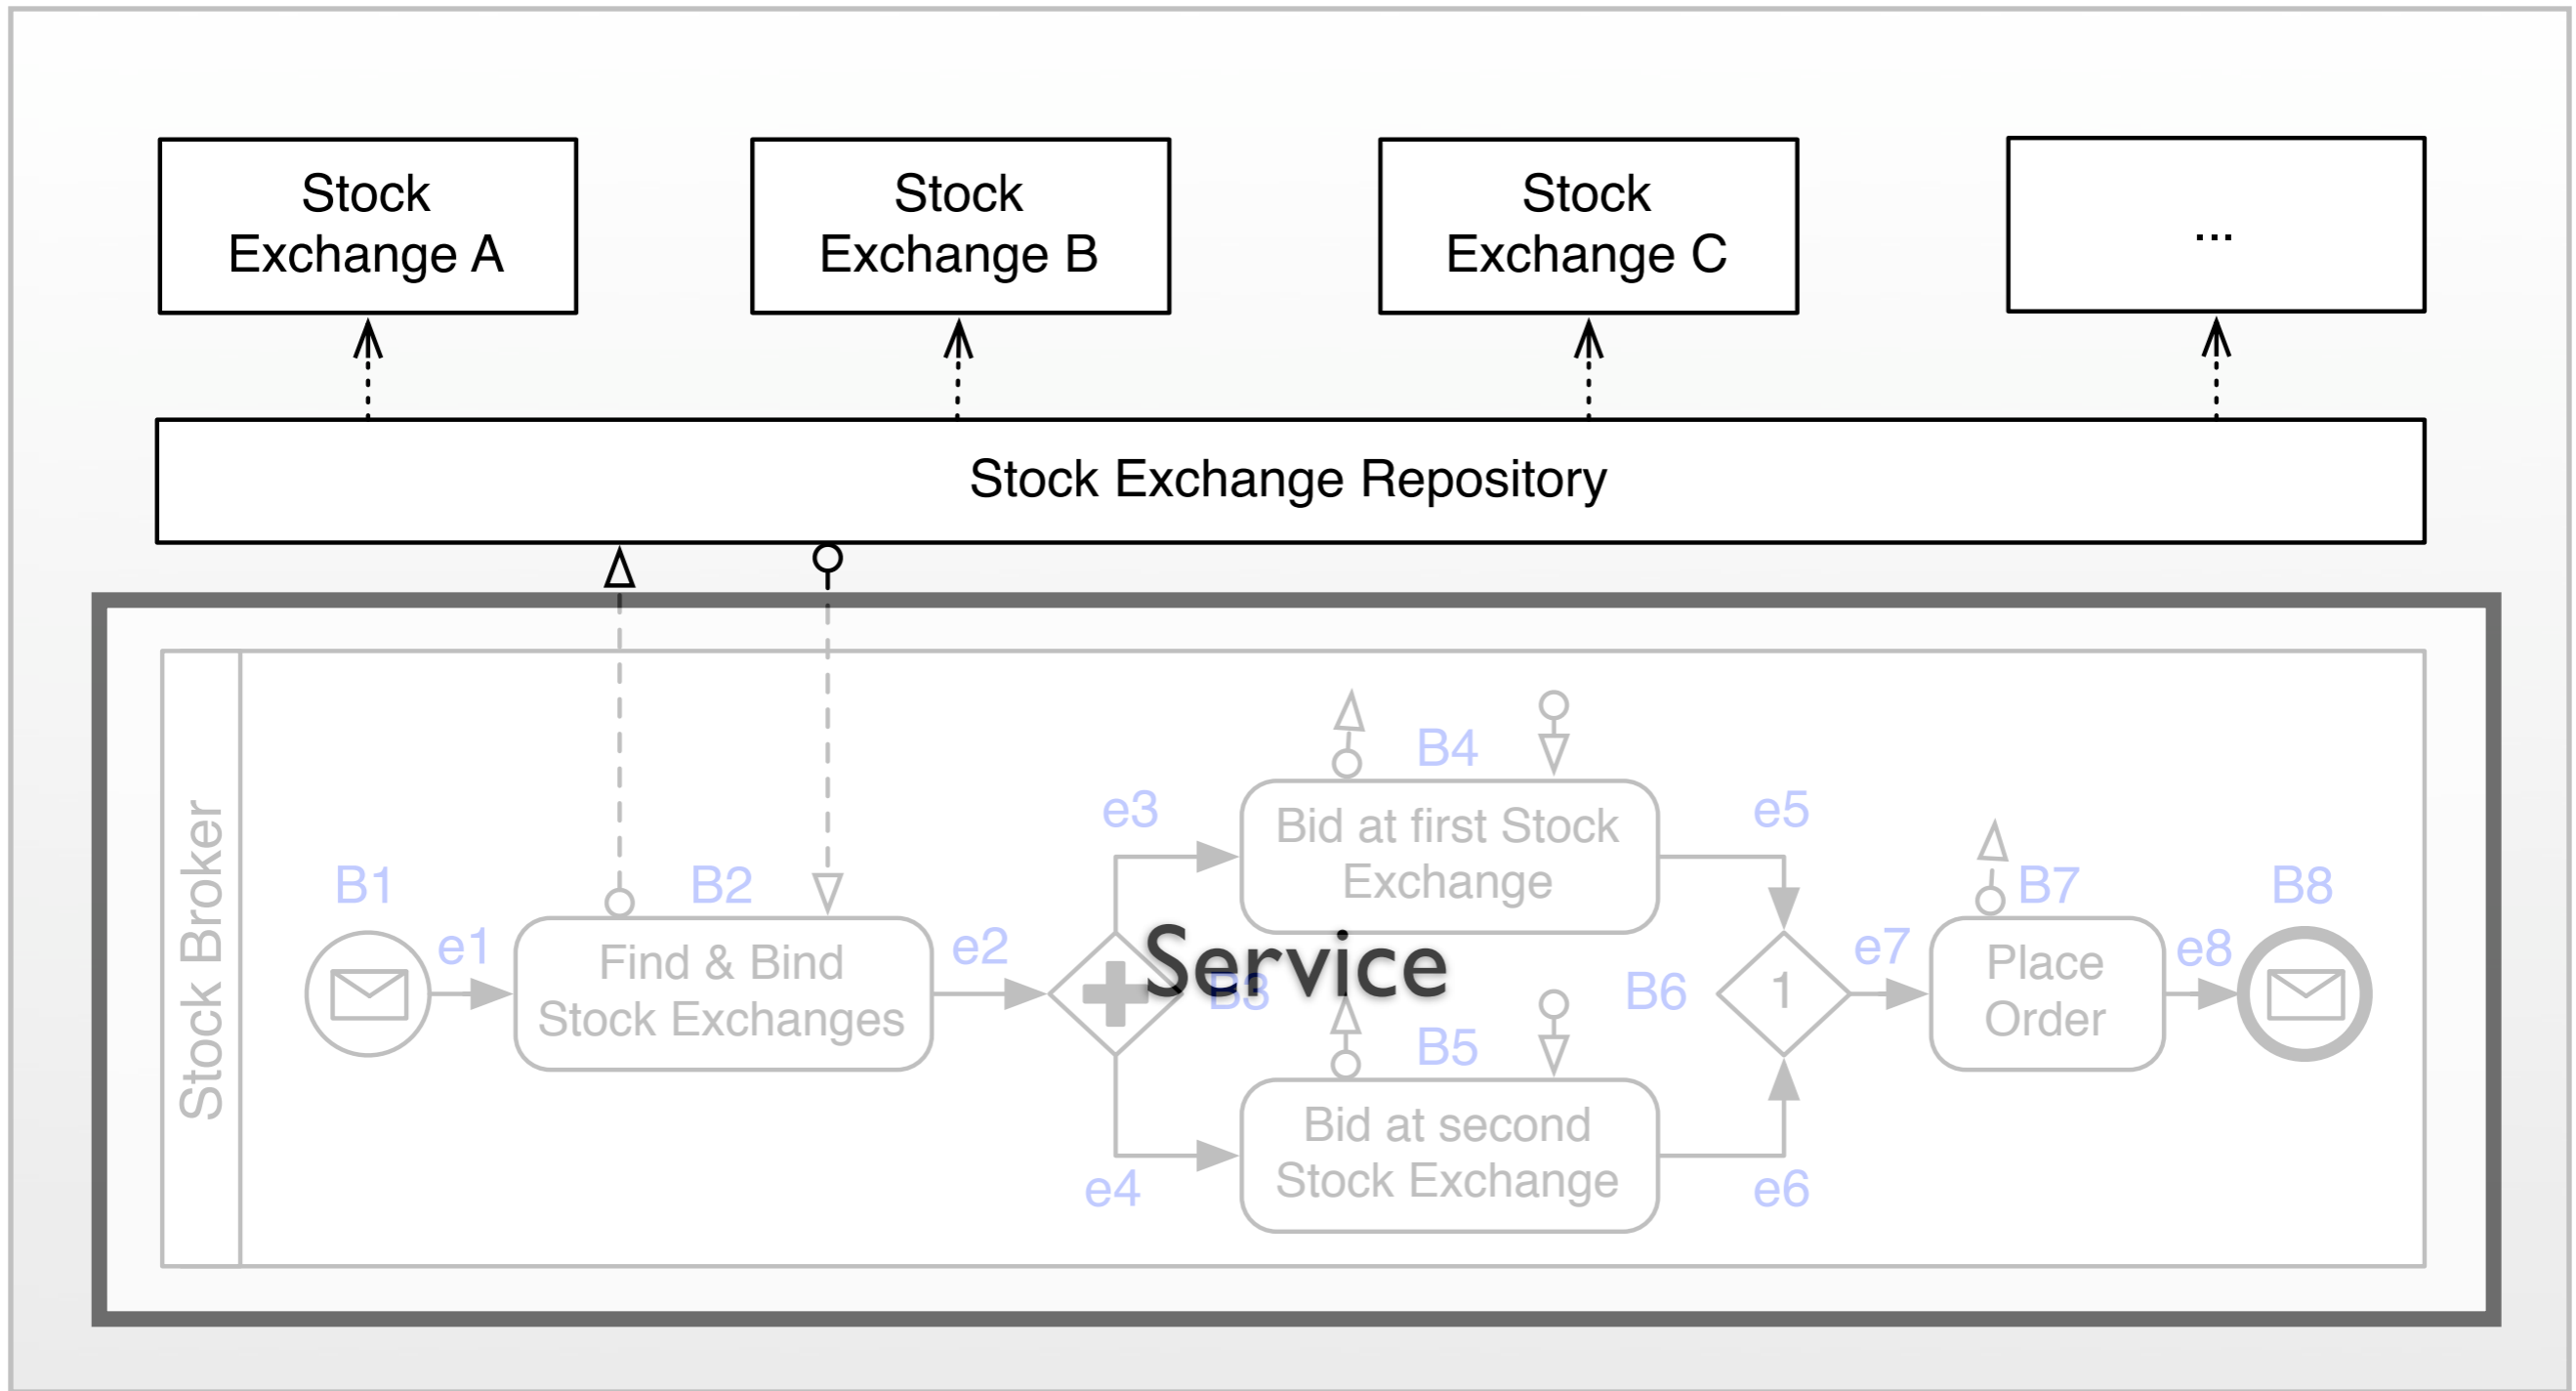 Stock
Exchange A
Stock
Exchange B
Stock
Exchange C
...
Stock Exchange Repository
Stock Broker
B1
e1
B2
Find & Bind
Stock Exchanges
e2
B3
Service
e3
B4
Bid at first Stock
Exchange
e5
e4
B5
Bid at second
Stock Exchange
e6
B6
1
e7
B7
Place
Order
e8
B8